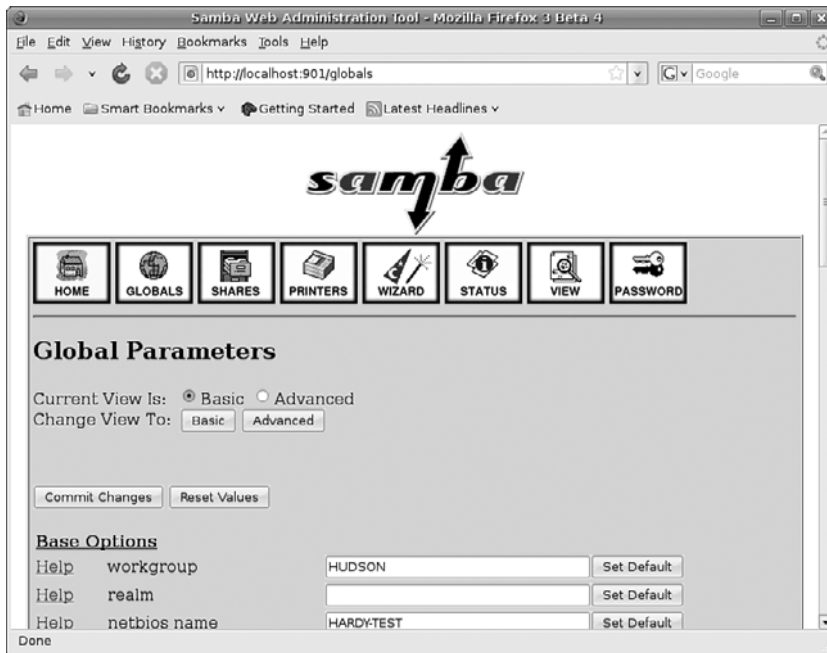 Samba Web Administration Tool - Mozilla Firefox 3 Beta 4
File Edit View History Bookmarks Tools Help
http://localhost:901/globals
G Google
Home Smart Bookmarks Getting Started Latest Headlines
samba
HOME GLOBALS SHARES PRINTERS WIZARD STATUS VIEW PASSWORD
Global Parameters
Current View Is: Basic Advanced
Change View To: Basic Advanced
Commit Changes Reset Values
Base Options
Help workgroup HUDSON Set Default
Help realm Set Default
Help netbios name HARDY-TEST Set Default
Done